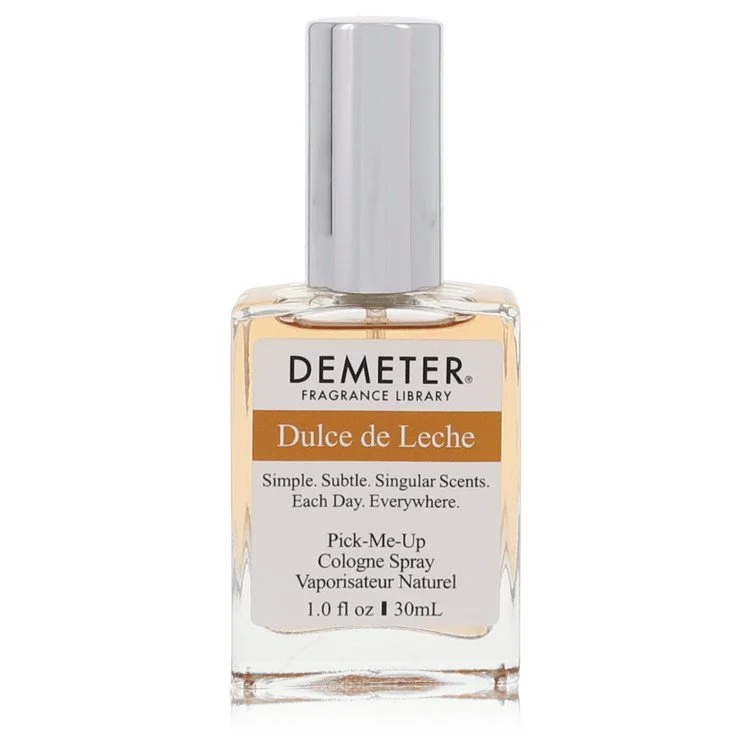 DEMETER®
FRAGRANCE LIBRARY
Dulce de Leche
Simple. Subtle. Singular Scents.
Each Day. Everywhere.
Pick-Me-Up
Cologne Spray
Vaporisateur Naturel
1.0 fl oz ▌30mL